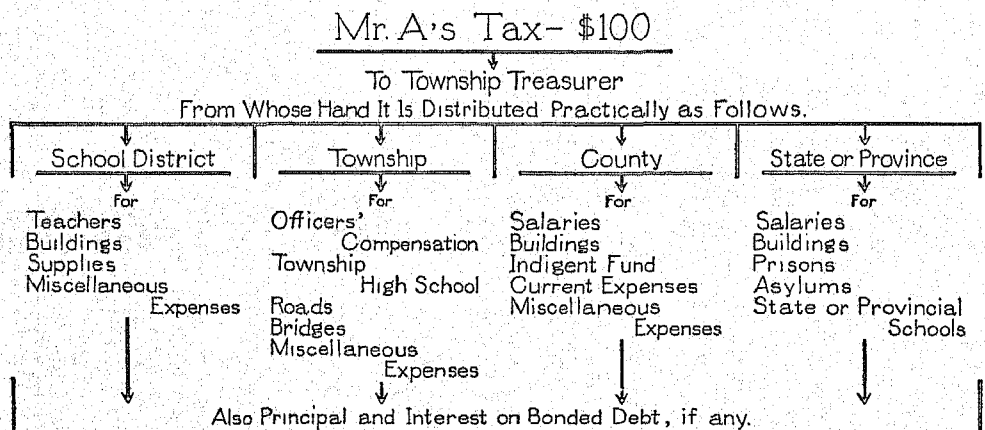 Mr. A's Tax- $100
To Township Treasurer
From Whose Hand It Is Distributed Practically as Follows.
School District
For
Teachers
Buildings
Supplies
Miscellaneous
Expenses
Township
For
Officers'
Compensation
Township
High School
Roads
Bridges
Miscellaneous
Expenses
County
For
Salaries
Buildings
Indigent Fund
Current Expenses
Miscellaneous
Expenses
State or Province
For
Salaries
Buildings
Prisons
Asylums
State or Provincial
Schools
Also Principal and Interest on Bonded Debt, if any.